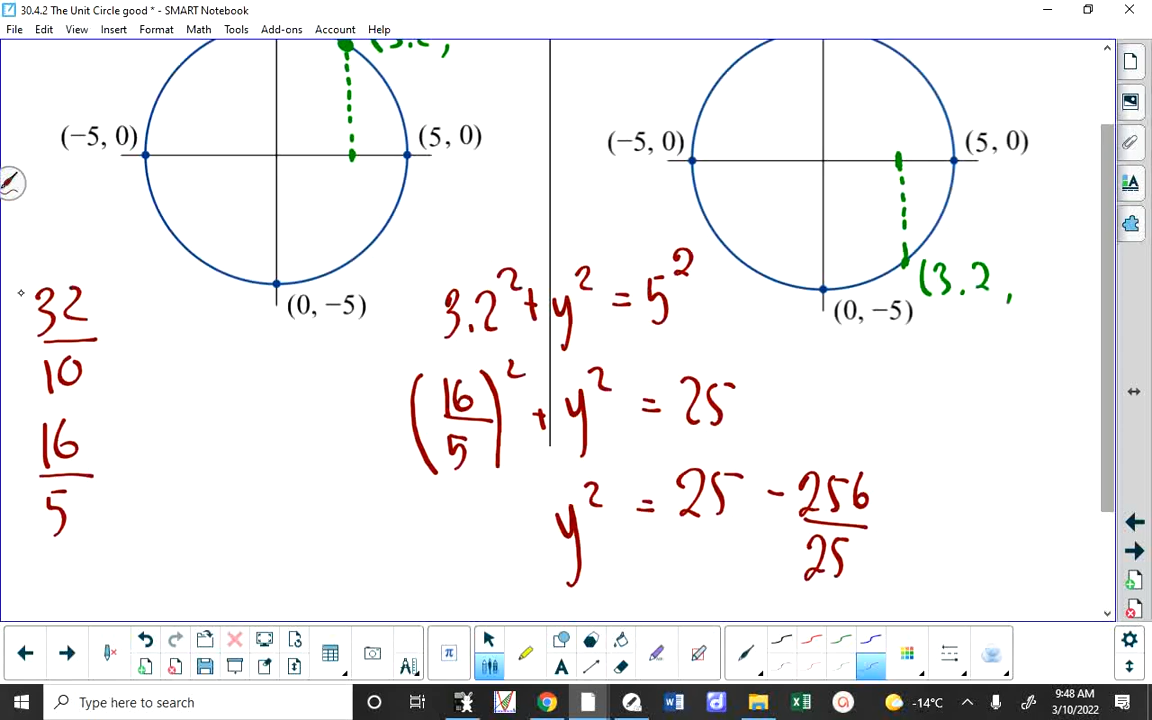 30.4.2 The Unit Circle good * - SMART Notebook
File Edit View Insert Format Math Tools Add-ons Help
(3.2,
(−5, 0)
(5, 0)
(0, −5)
(−5, 0)
(5, 0)
(3.2,
(0, −5)
32
10
16
5
3.2² + y² = 5²
(16/5)² + y² = 25
y² = 25 - 256/25
π
A
Type here to search
-14°C
9:48 AM
3/10/2022